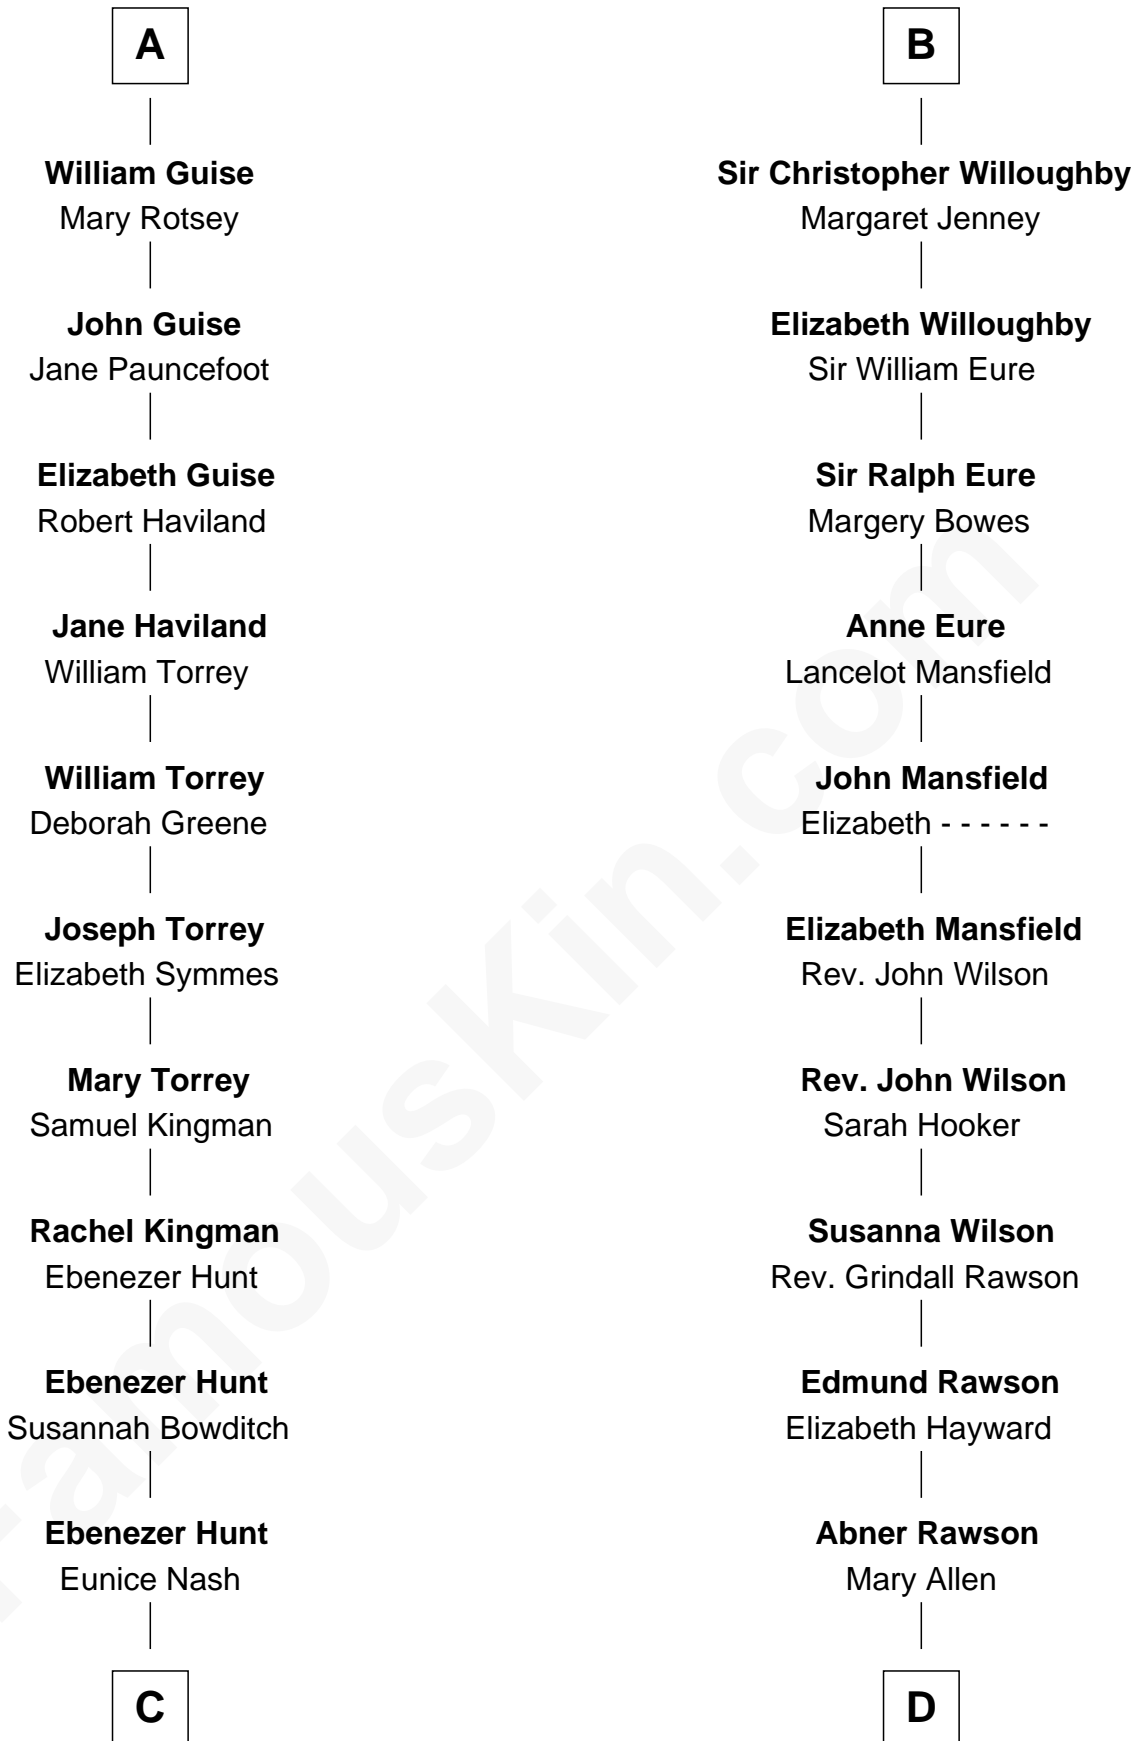 A
William Guise
Mary Rotsey
John Guise
Jane Pauncefoot
Elizabeth Guise
Robert Haviland
Jane Haviland
William Torrey
William Torrey
Deborah Greene
Joseph Torrey
Elizabeth Symmes
Mary Torrey
Samuel Kingman
Rachel Kingman
Ebenezer Hunt
Ebenezer Hunt
Susannah Bowditch
Ebenezer Hunt
Eunice Nash
C
B
Sir Christopher Willoughby
Margaret Jenney
Elizabeth Willoughby
Sir William Eure
Sir Ralph Eure
Margery Bowes
Anne Eure
Lancelot Mansfield
John Mansfield
Elizabeth - - - - - -
Elizabeth Mansfield
Rev. John Wilson
Rev. John Wilson
Sarah Hooker
Susanna Wilson
Rev. Grindall Rawson
Edmund Rawson
Elizabeth Hayward
Abner Rawson
Mary Allen
D
FamousKin.com